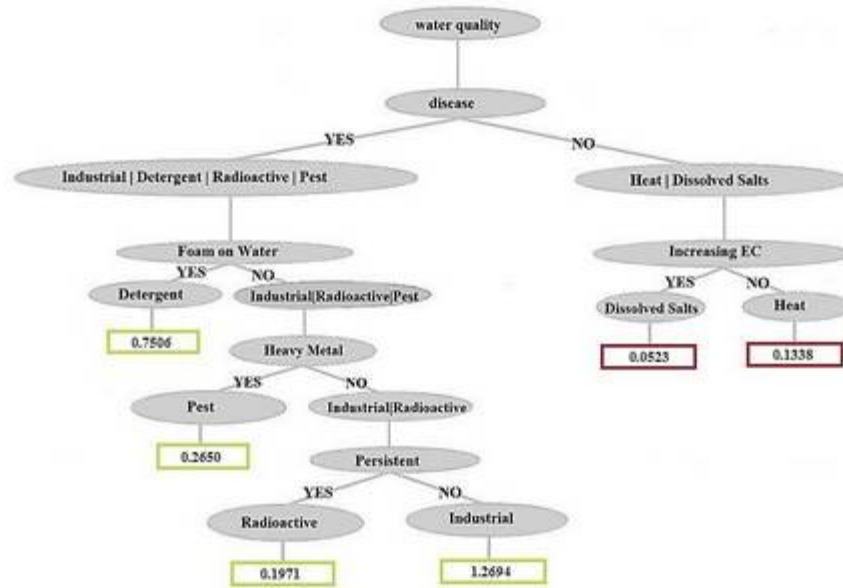 water quality
disease
YES
NO
Industrial | Detergent | Radioactive | Pest
Heat | Dissolved Salts
Foam on Water
Increasing EC
YES
NO
YES
NO
Detergent
Industrial|Radioactive|Pest
Dissolved Salts
Heat
0.7506
Heavy Metal
0.0523
0.1338
YES
NO
Pest
Industrial|Radioactive
0.2650
Persistent
YES
NO
Radioactive
Industrial
0.1971
1.2694